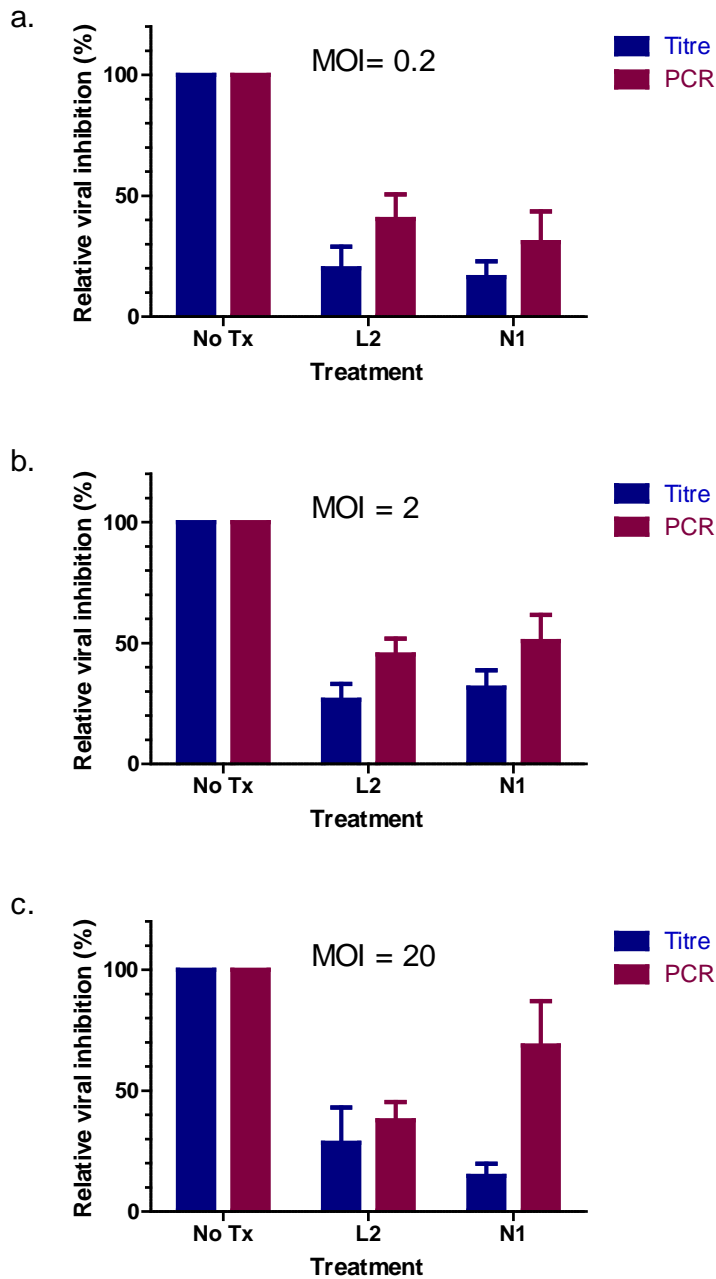 a.
MOI= 0.2
Titre
PCR
Relative viral inhibition (%)
100
50
0
No Tx L2 N1
Treatment
b.
MOI = 2
Titre
PCR
Relative viral inhibition (%)
100
50
0
No Tx L2 N1
Treatment
c.
MOI = 20
Titre
PCR
Relative viral inhibition (%)
100
50
0
No Tx L2 N1
Treatment